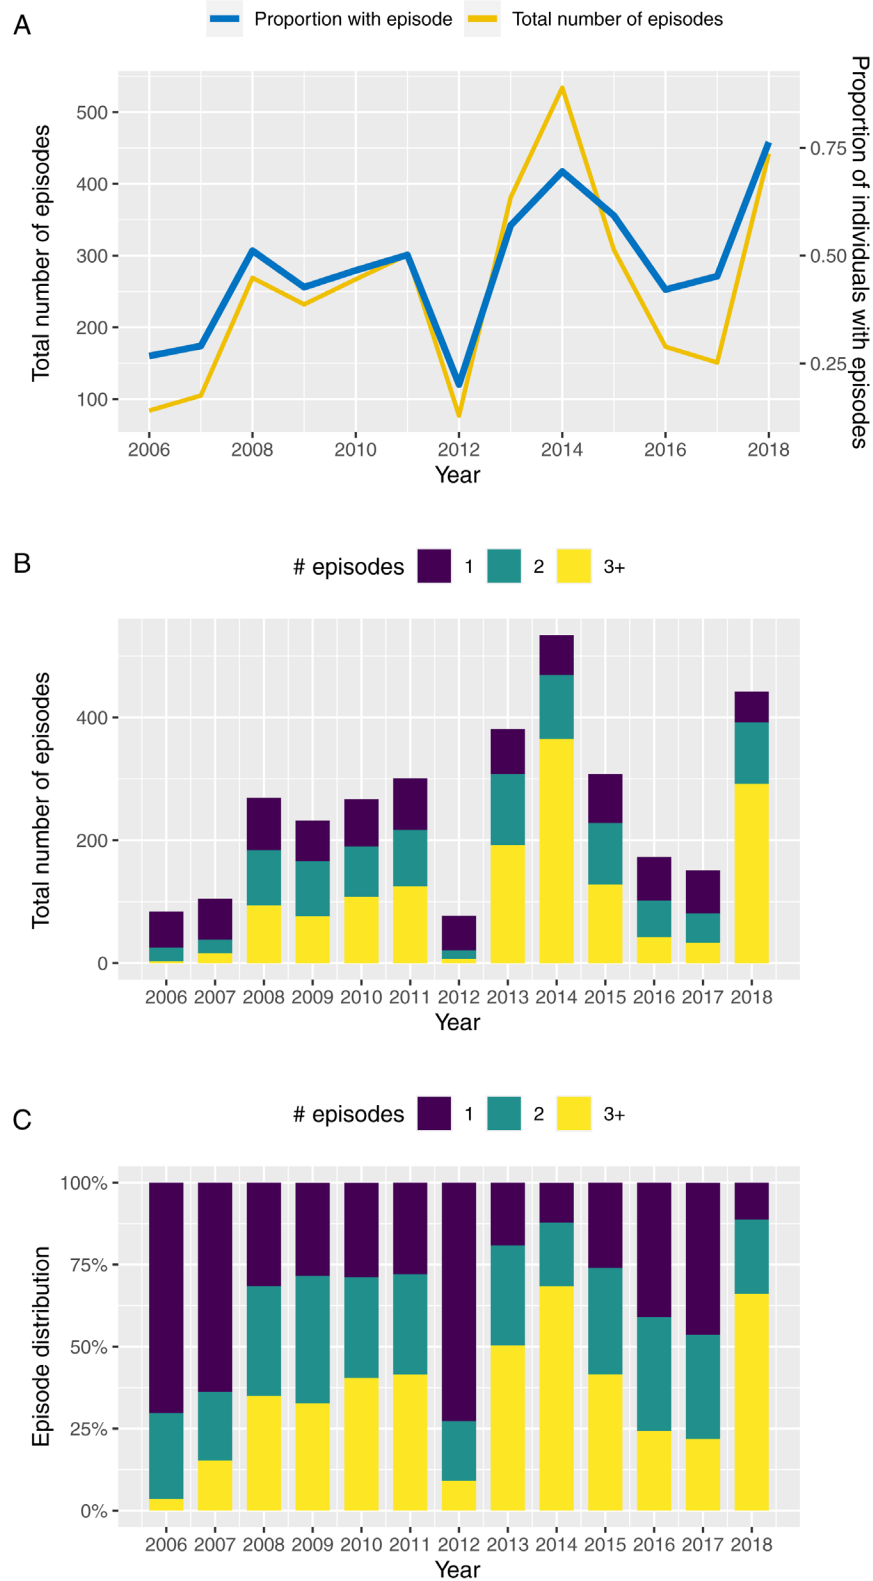 A
Proportion with episode Total number of episodes
Total number of episodes
500
400
300
200
100
0.75
0.50
0.25
Proportion of individuals with episodes
2006 2008 2010 2012 2014 2016 2018
Year
B
# episodes 1 2 3+
Total number of episodes
400
200
0
2006 2007 2008 2009 2010 2011 2012 2013 2014 2015 2016 2017 2018
Year
C
# episodes 1 2 3+
Episode distribution
100%
75%
50%
25%
0%
2006 2007 2008 2009 2010 2011 2012 2013 2014 2015 2016 2017 2018
Year